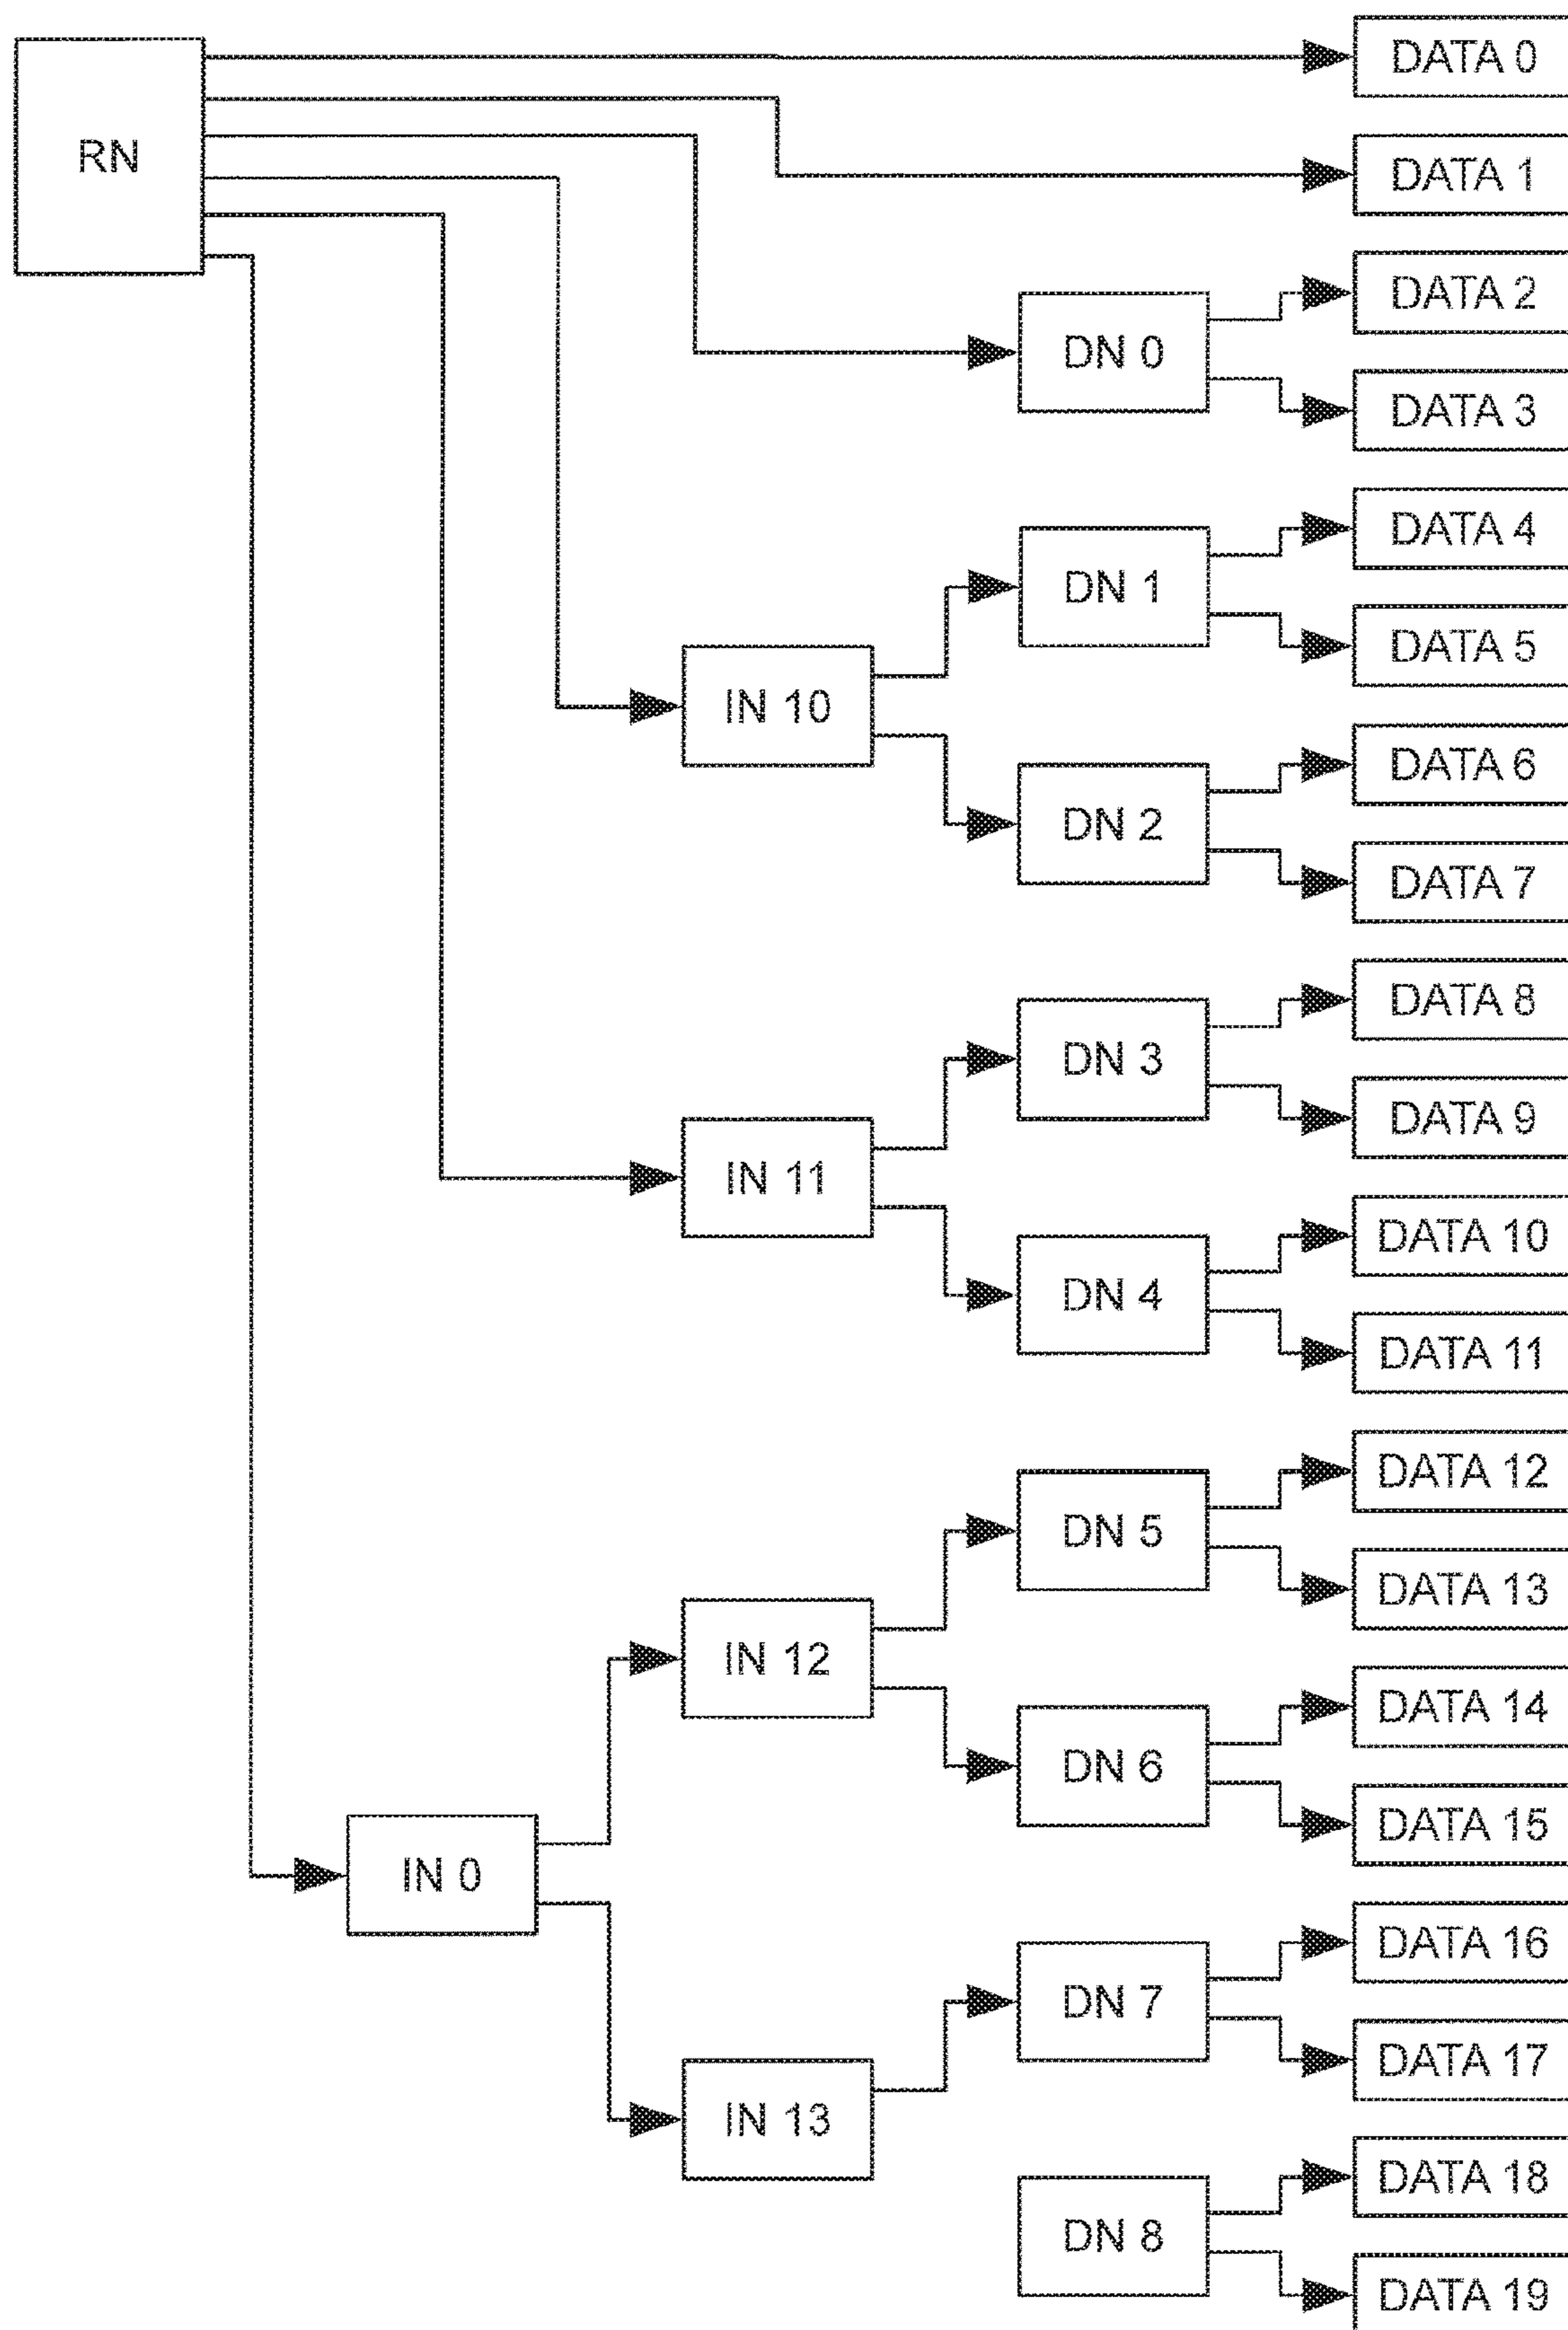 DATA 0
RN
DATA 1
DATA 2
DN 0
DATA 3
DATA 4
DN 1
DATA 5
IN 10
DATA 6
DN 2
DATA 7
DATA 8
DN 3
DATA 9
IN 11
DATA 10
DN 4
DATA 11
DATA 12
DN 5
DATA 13
IN 12
DATA 14
DN 6
DATA 15
IN 0
DATA 16
DN 7
DATA 17
IN 13
DATA 18
DN 8
DATA 19